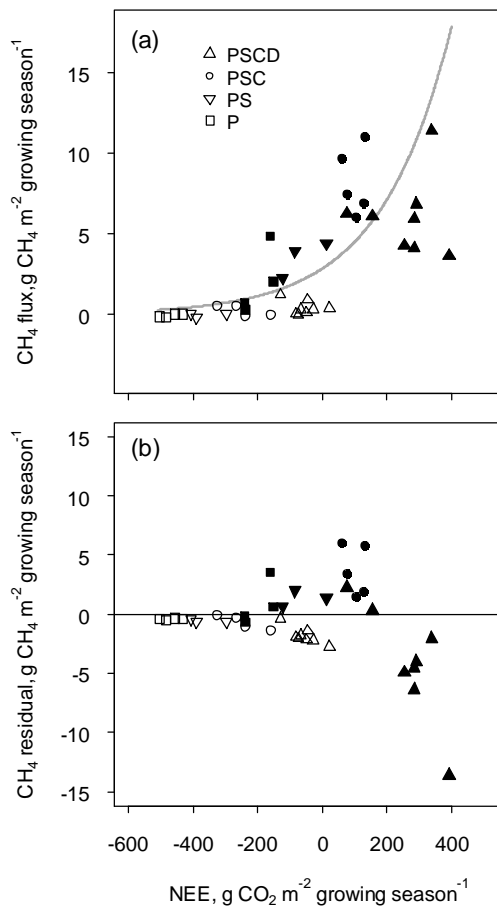 (a)
PSCD
PSC
PS
P
15
10
5
0
CH₄ flux, g CH₄ m⁻² growing season⁻¹
(b)
15
10
5
0
-5
-10
-15
CH₄ residual, g CH₄ m⁻² growing season⁻¹
-600 -400 -200 0 200 400
NEE, g CO₂ m⁻² growing season⁻¹